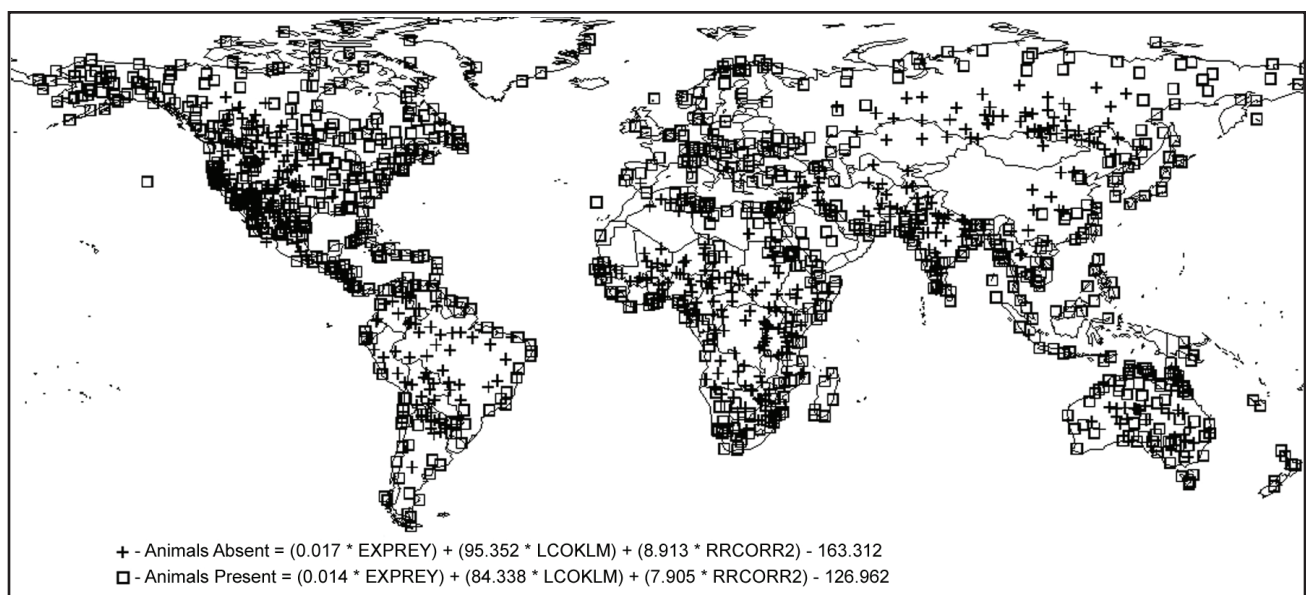 + - Animals Absent = (0.017 * EXPREY) + (95.352 * LCOKLM) + (8.913 * RRCORR2) - 163.312
□ - Animals Present = (0.014 * EXPREY) + (84.338 * LCOKLM) + (7.905 * RRCORR2) - 126.962